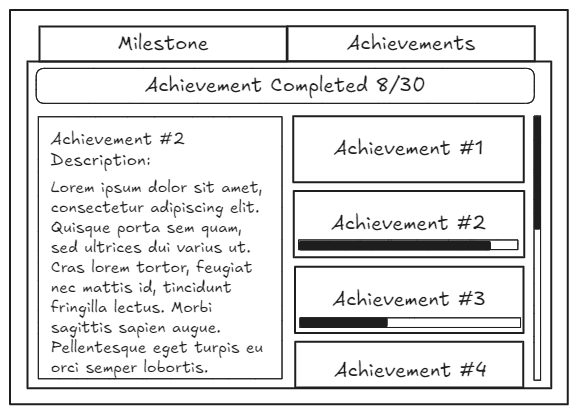 Milestone
Achievements
Achievement Completed 8/30
Achievement #2
Description:
Lorem ipsum dolor sit amet,
consectetur adipiscing elit.
Quisque porta sem quam,
sed ultrices dui varius ut.
Cras lorem tortor, feugiat
nec mattis id, tincidunt
fringilla lectus. Morbi
sagittis sapien augue.
Pellentesque eget turpis eu
orci semper lobortis.
Achievement #1
Achievement #2
Achievement #3
Achievement #4